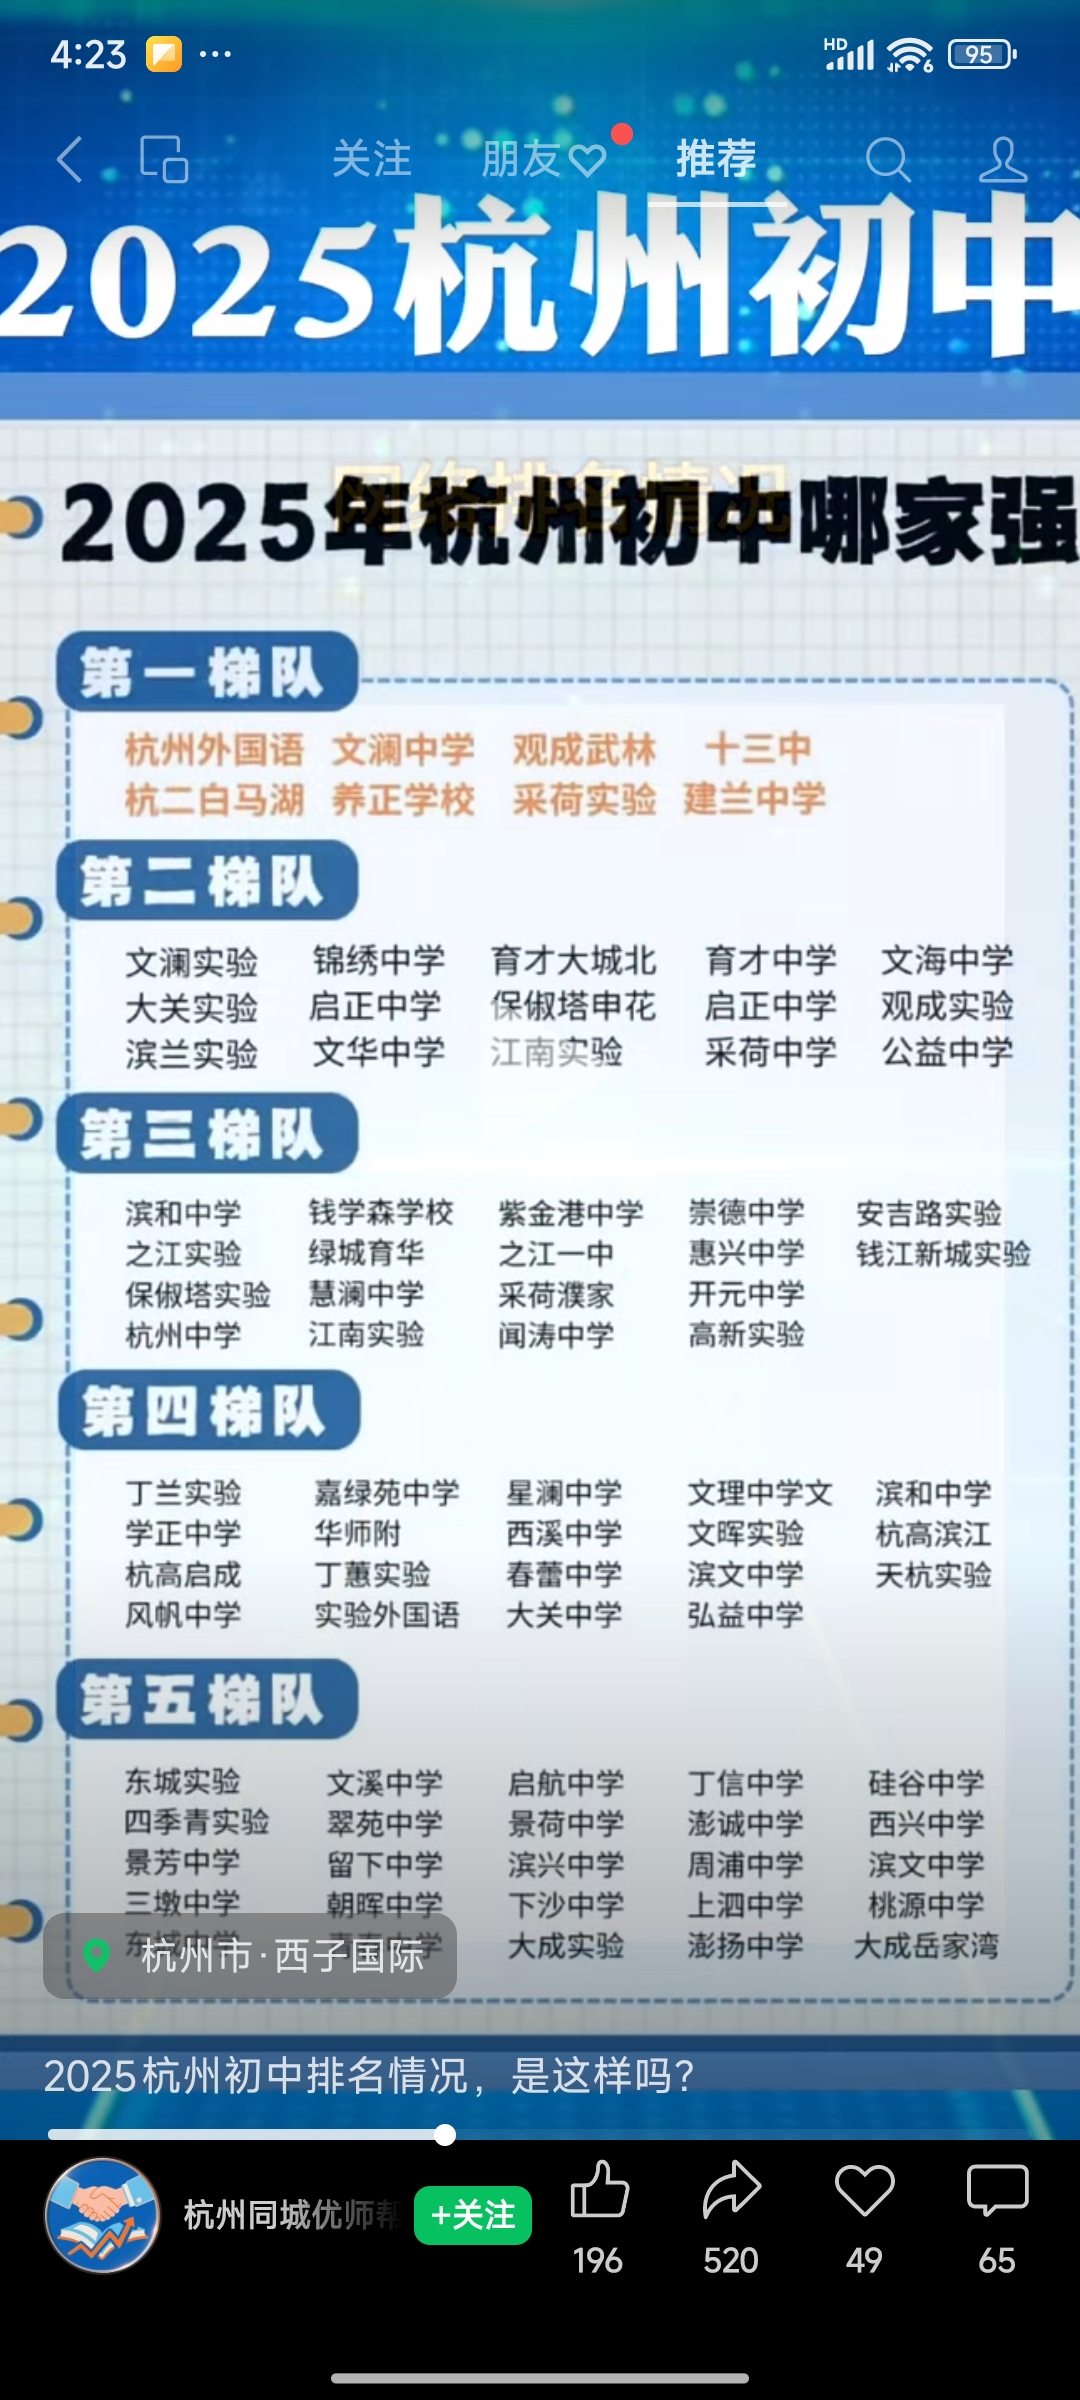 4:23
HD
6
95
关注 朋友 推荐
2025杭州初中
网络排名情况
2025年杭州初中哪家强
第一梯队
杭州外国语 文澜中学 观成武林 十三中
杭二白马湖 养正学校 采荷实验 建兰中学
第二梯队
文澜实验 锦绣中学 育才大城北 育才中学 文海中学
大关实验 启正中学 保俶塔申花 启正中学 观成实验
滨兰实验 文华中学 江南实验 采荷中学 公益中学
第三梯队
滨和中学 钱学森学校 紫金港中学 崇德中学 安吉路实验
之江实验 绿城育华 之江一中 惠兴中学 钱江新城实验
保俶塔实验 慧澜中学 采荷濮家 开元中学
杭州中学 江南实验 闻涛中学 高新实验
第四梯队
丁兰实验 嘉绿苑中学 星澜中学 文理中学文 滨和中学
学正中学 华师附 西溪中学 文晖实验 杭高滨江
杭高启成 丁蕙实验 春蕾中学 滨文中学 天杭实验
风帆中学 实验外国语 大关中学 弘益中学
第五梯队
东城实验 文溪中学 启航中学 丁信中学 硅谷中学
四季青实验 翠苑中学 景荷中学 澎诚中学 西兴中学
景芳中学 留下中学 滨兴中学 周浦中学 滨文中学
三墩中学 朝晖中学 下沙中学 上泗中学 桃源中学
东城中学 大成实验 澎扬中学 大成岳家湾
杭州市·西子国际
2025杭州初中排名情况，是这样吗？
杭州同城优师帮 +关注
196 520 49 65